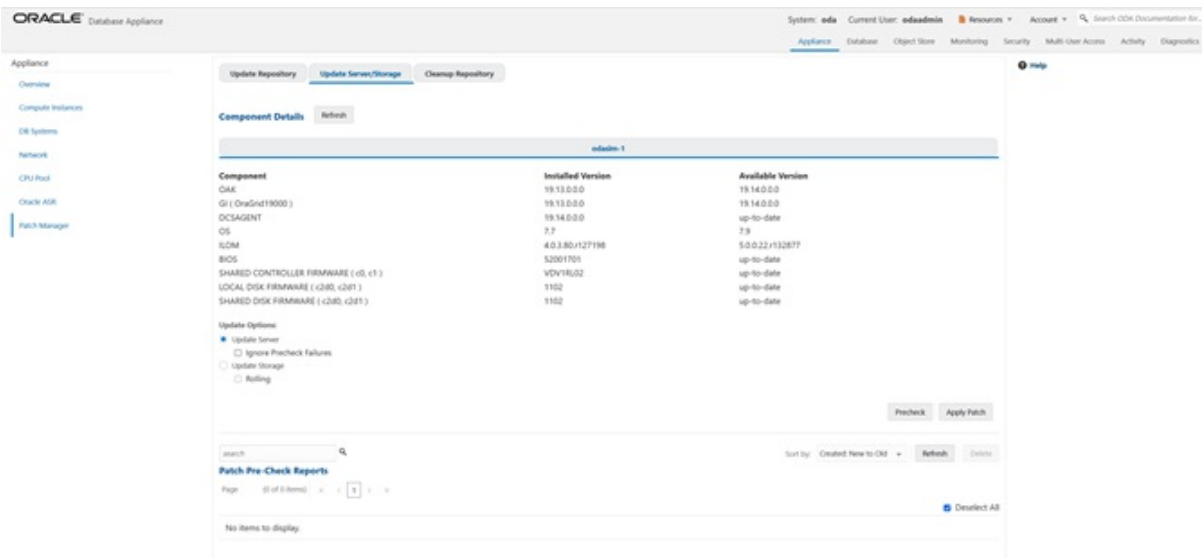 ORACLE Database Appliance
System: oda Current User: odaadmin Resources Account Search ODA Documentation for..
Appliance Database Object Store Monitoring Security Multi-User Access Activity Diagnostics
Appliance
Overview
Compute Instances
DB Systems
Network
CPU Pool
Oracle ASR
Patch Manager
Update Repository Update Server/Storage Cleanup Repository
Help
Component Details Refresh
odasim-1
Component Installed Version Available Version
OAK 19.13.0.0.0 19.14.0.0.0
GI ( OraGrid19000 ) 19.13.0.0.0 19.14.0.0.0
DCSAGENT 19.14.0.0.0 up-to-date
OS 7.7 7.9
ILOM 4.0.3.80.r127198 5.0.0.22.r132877
BIOS 52001701 up-to-date
SHARED CONTROLLER FIRMWARE ( c0, c1 ) VDV1RL02 up-to-date
LOCAL DISK FIRMWARE ( c2d0, c2d1 ) 1102 up-to-date
SHARED DISK FIRMWARE ( c2d0, c2d1 ) 1102 up-to-date
Update Options:
Update Server
Ignore Precheck Failures
Update Storage
Rolling
Precheck Apply Patch
search Sort by: Created: New to Old Refresh Delete
Patch Pre-Check Reports
Page (0 of 0 items) 1
Deselect All
No items to display.